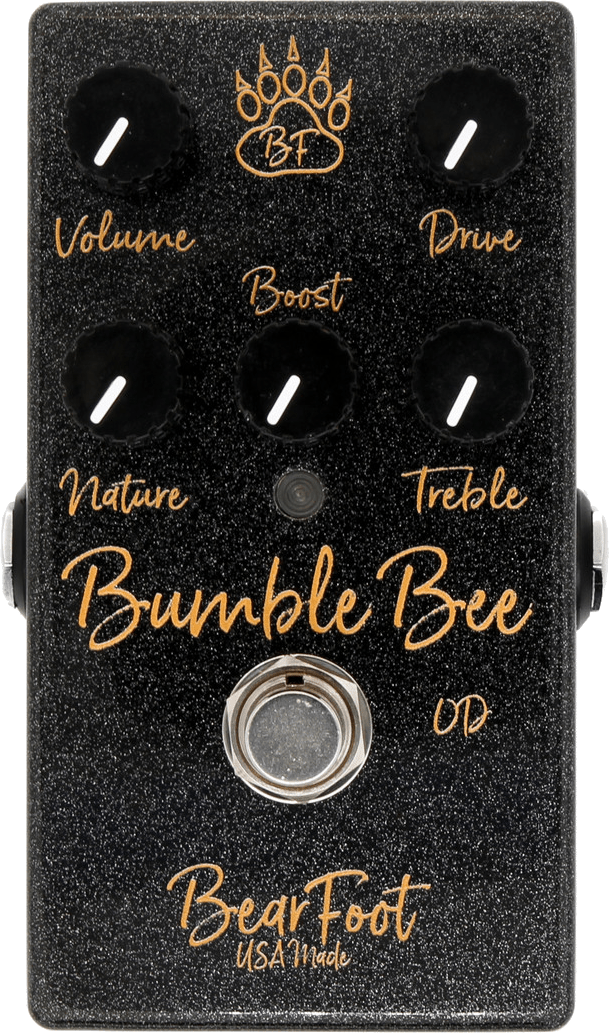 BF
Volume
Drive
Boost
Nature
Treble
Bumble Bee
OD
BearFoot
USA Made